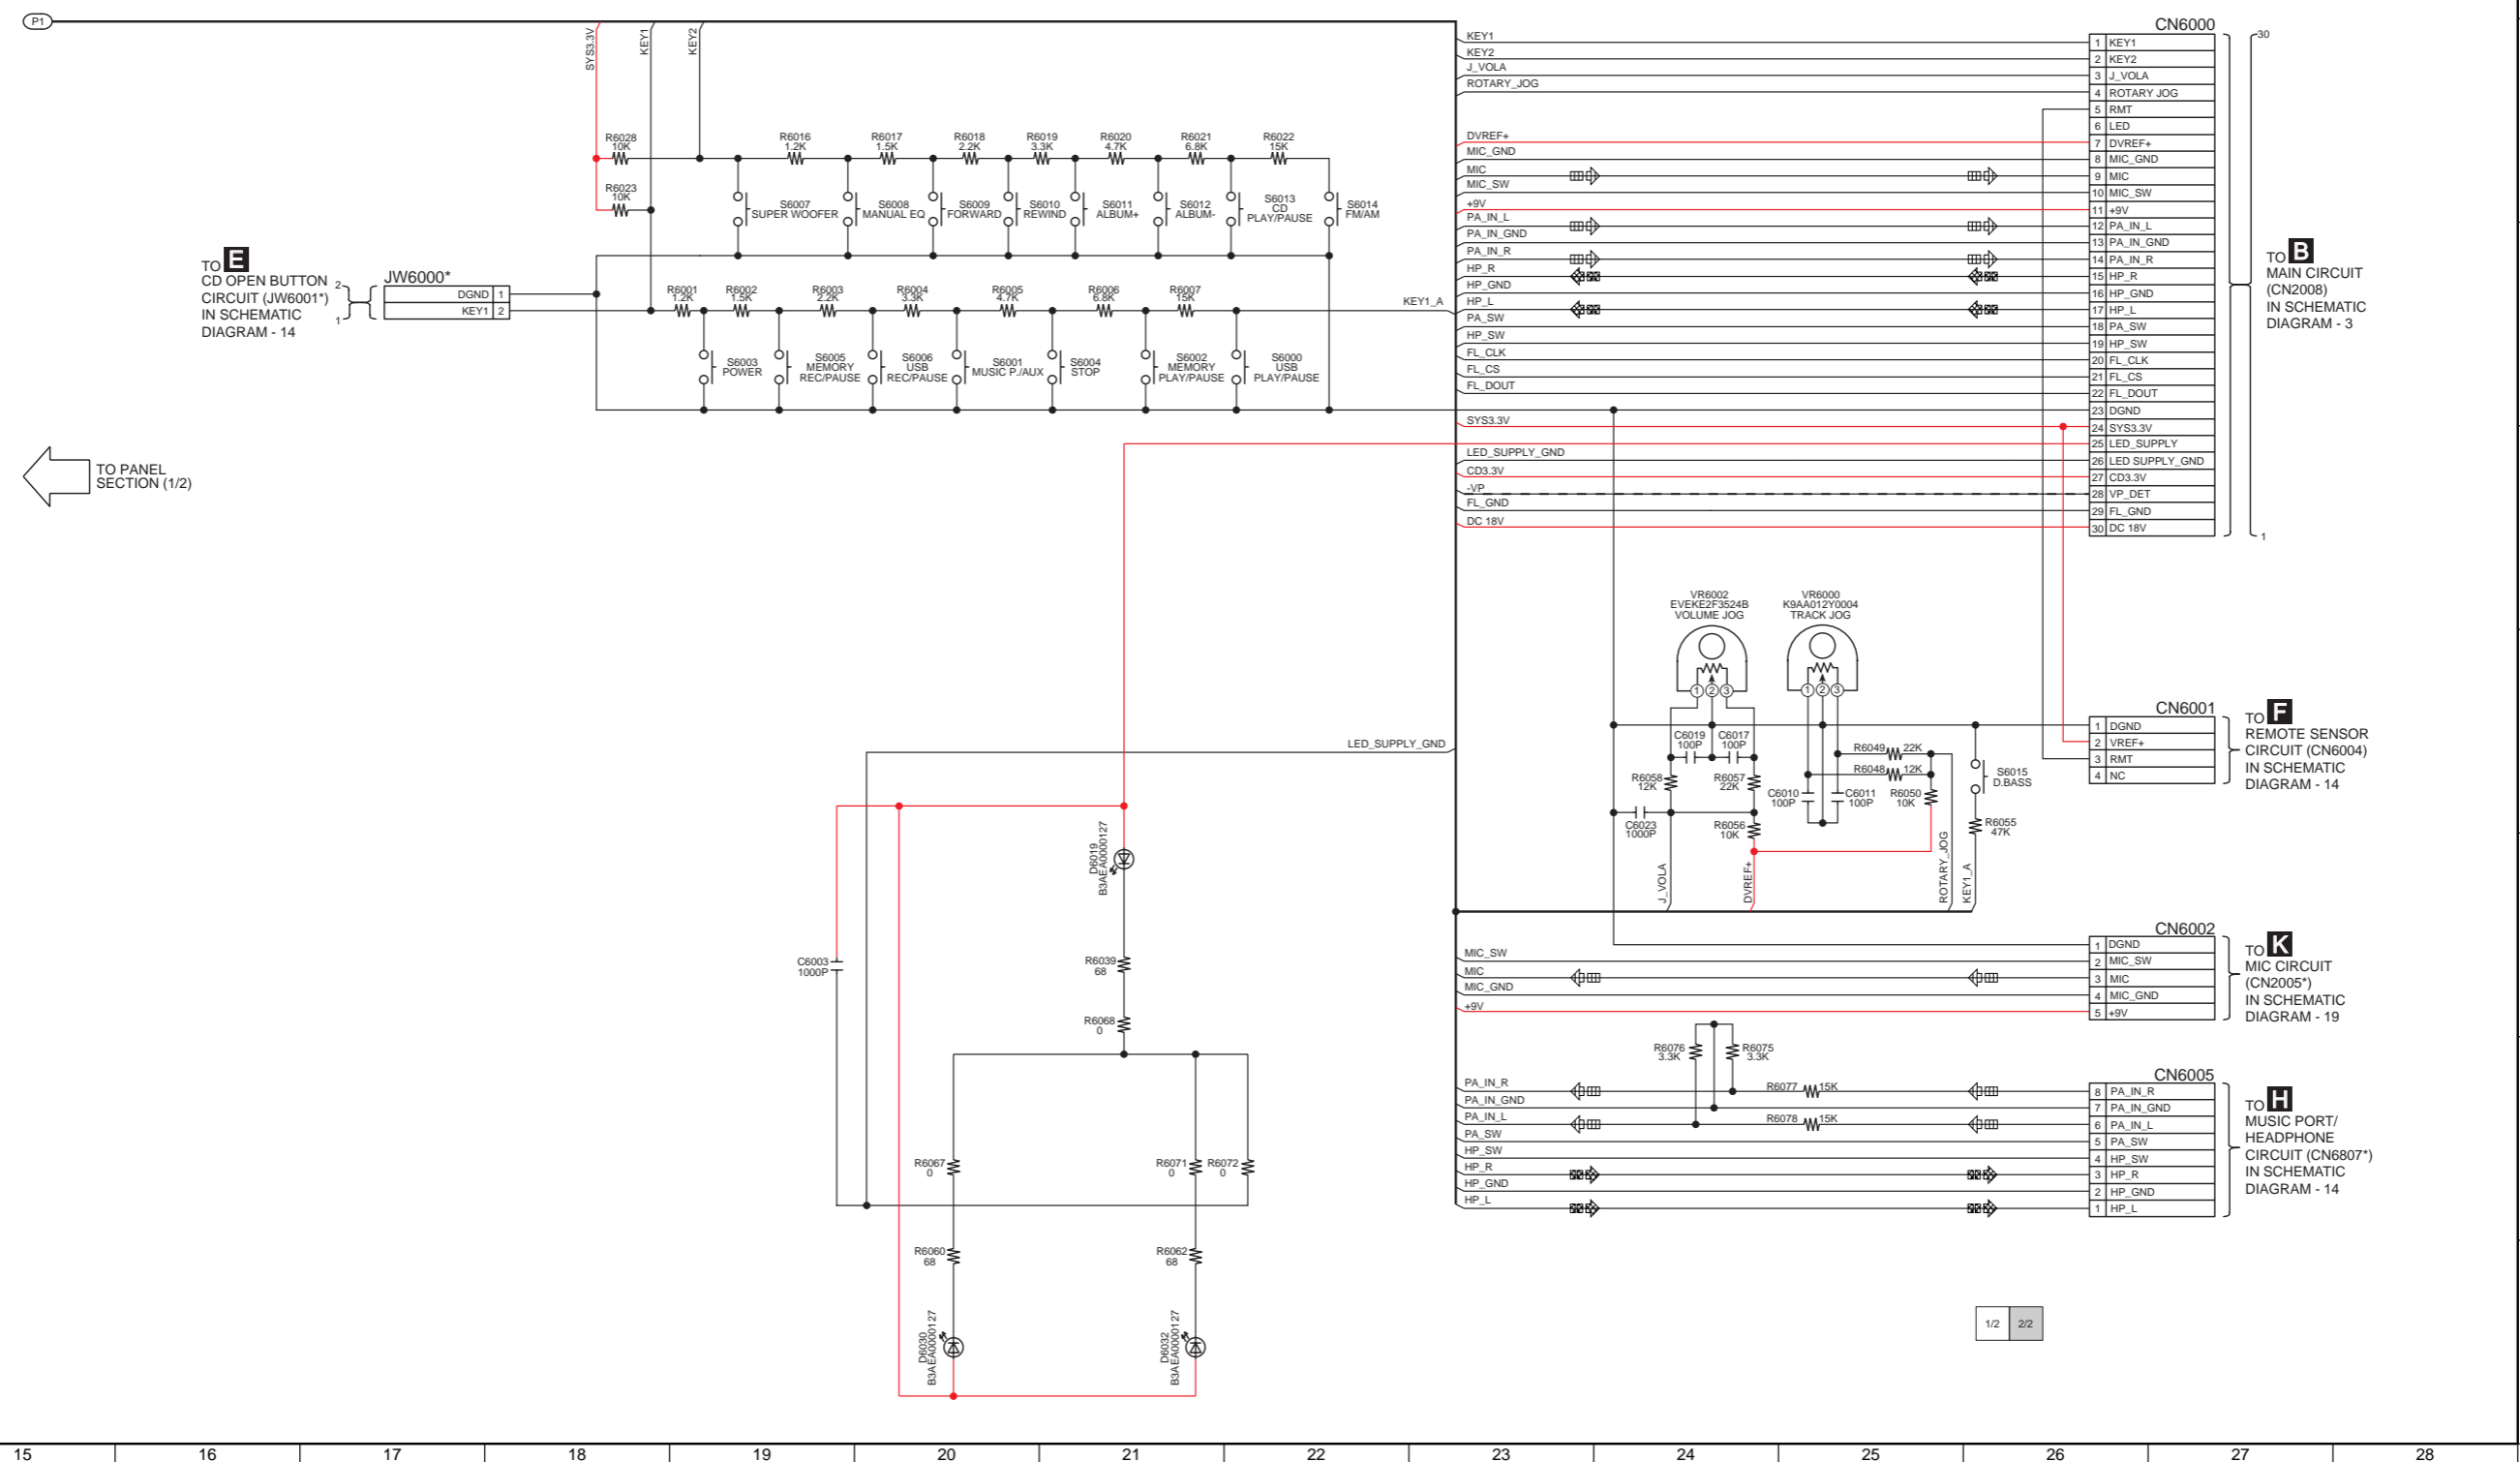 P1
SYS3.3V
KEY1
KEY2
R6028
10K
R6023
10K
R6016
1.2K
R6017
1.5K
R6018
2.2K
R6019
3.3K
R6020
4.7K
R6021
6.8K
R6022
15K
S6007
SUPER WOOFER
S6008
MANUAL EQ
S6009
FORWARD
S6010
REWIND
S6011
ALBUM+
S6012
ALBUM-
S6013
CD
PLAY/PAUSE
S6014
FM/AM
TO E
CD OPEN BUTTON
CIRCUIT (JW6001*)
IN SCHEMATIC
DIAGRAM - 14
2
1
JW6000*
DGND 1
KEY1 2
R6001
1.2K
R6002
1.5K
R6003
2.2K
R6004
3.3K
R6005
4.7K
R6006
6.8K
R6007
15K
KEY1_A
S6003
POWER
S6005
MEMORY
REC/PAUSE
S6006
USB
REC/PAUSE
S6001
MUSIC P./AUX
S6004
STOP
S6002
MEMORY
PLAY/PAUSE
S6000
USB
PLAY/PAUSE
TO PANEL
SECTION (1/2)
KEY1
KEY2
J_VOLA
ROTARY_JOG
DVREF+
MIC_GND
MIC
MIC_SW
+9V
PA_IN_L
PA_IN_GND
PA_IN_R
HP_R
HP_GND
HP_L
PA_SW
HP_SW
FL_CLK
FL_CS
FL_DOUT
SYS3.3V
LED_SUPPLY_GND
CD3.3V
-VP
FL_GND
DC 18V
CN6000
1 KEY1
2 KEY2
3 J_VOLA
4 ROTARY JOG
5 RMT
6 LED
7 DVREF+
8 MIC_GND
9 MIC
10 MIC_SW
11 +9V
12 PA_IN_L
13 PA_IN_GND
14 PA_IN_R
15 HP_R
16 HP_GND
17 HP_L
18 PA_SW
19 HP_SW
20 FL_CLK
21 FL_CS
22 FL_DOUT
23 DGND
24 SYS3.3V
25 LED_SUPPLY
26 LED SUPPLY_GND
27 CD3.3V
28 VP_DET
29 FL_GND
30 DC 18V
30
1
TO B
MAIN CIRCUIT
(CN2008)
IN SCHEMATIC
DIAGRAM - 3
VR6002
EVEKE2F3524B
VOLUME JOG
VR6000
K9AA012Y0004
TRACK JOG
1 2 3
1 2 3
C6019
100P
C6017
100P
R6058
12K
R6057
22K
C6023
1000P
R6056
10K
R6049 22K
R6048 12K
C6010
100P
C6011
100P
R6050
10K
S6015
D.BASS
R6055
47K
J_VOLA
DVREF+
ROTARY_JOG
KEY1_A
CN6001
1 DGND
2 VREF+
3 RMT
4 NC
TO F
REMOTE SENSOR
CIRCUIT (CN6004)
IN SCHEMATIC
DIAGRAM - 14
LED_SUPPLY_GND
D6019
B3AEA0000127
C6003
1000P
R6039
68
R6068
0
R6067
0
R6071
0
R6072
0
R6060
68
R6062
68
D6030
B3AEA0000127
D6032
B3AEA0000127
MIC_SW
MIC
MIC_GND
+9V
CN6002
1 DGND
2 MIC_SW
3 MIC
4 MIC_GND
5 +9V
TO K
MIC CIRCUIT
(CN2005*)
IN SCHEMATIC
DIAGRAM - 19
R6076
3.3K
R6075
3.3K
R6077 15K
R6078 15K
PA_IN_R
PA_IN_GND
PA_IN_L
PA_SW
HP_SW
HP_R
HP_GND
HP_L
CN6005
8 PA_IN_R
7 PA_IN_GND
6 PA_IN_L
5 PA_SW
4 HP_SW
3 HP_R
2 HP_GND
1 HP_L
TO H
MUSIC PORT/
HEADPHONE
CIRCUIT (CN6807*)
IN SCHEMATIC
DIAGRAM - 14
1/2 2/2
15 16 17 18 19 20 21 22 23 24 25 26 27 28